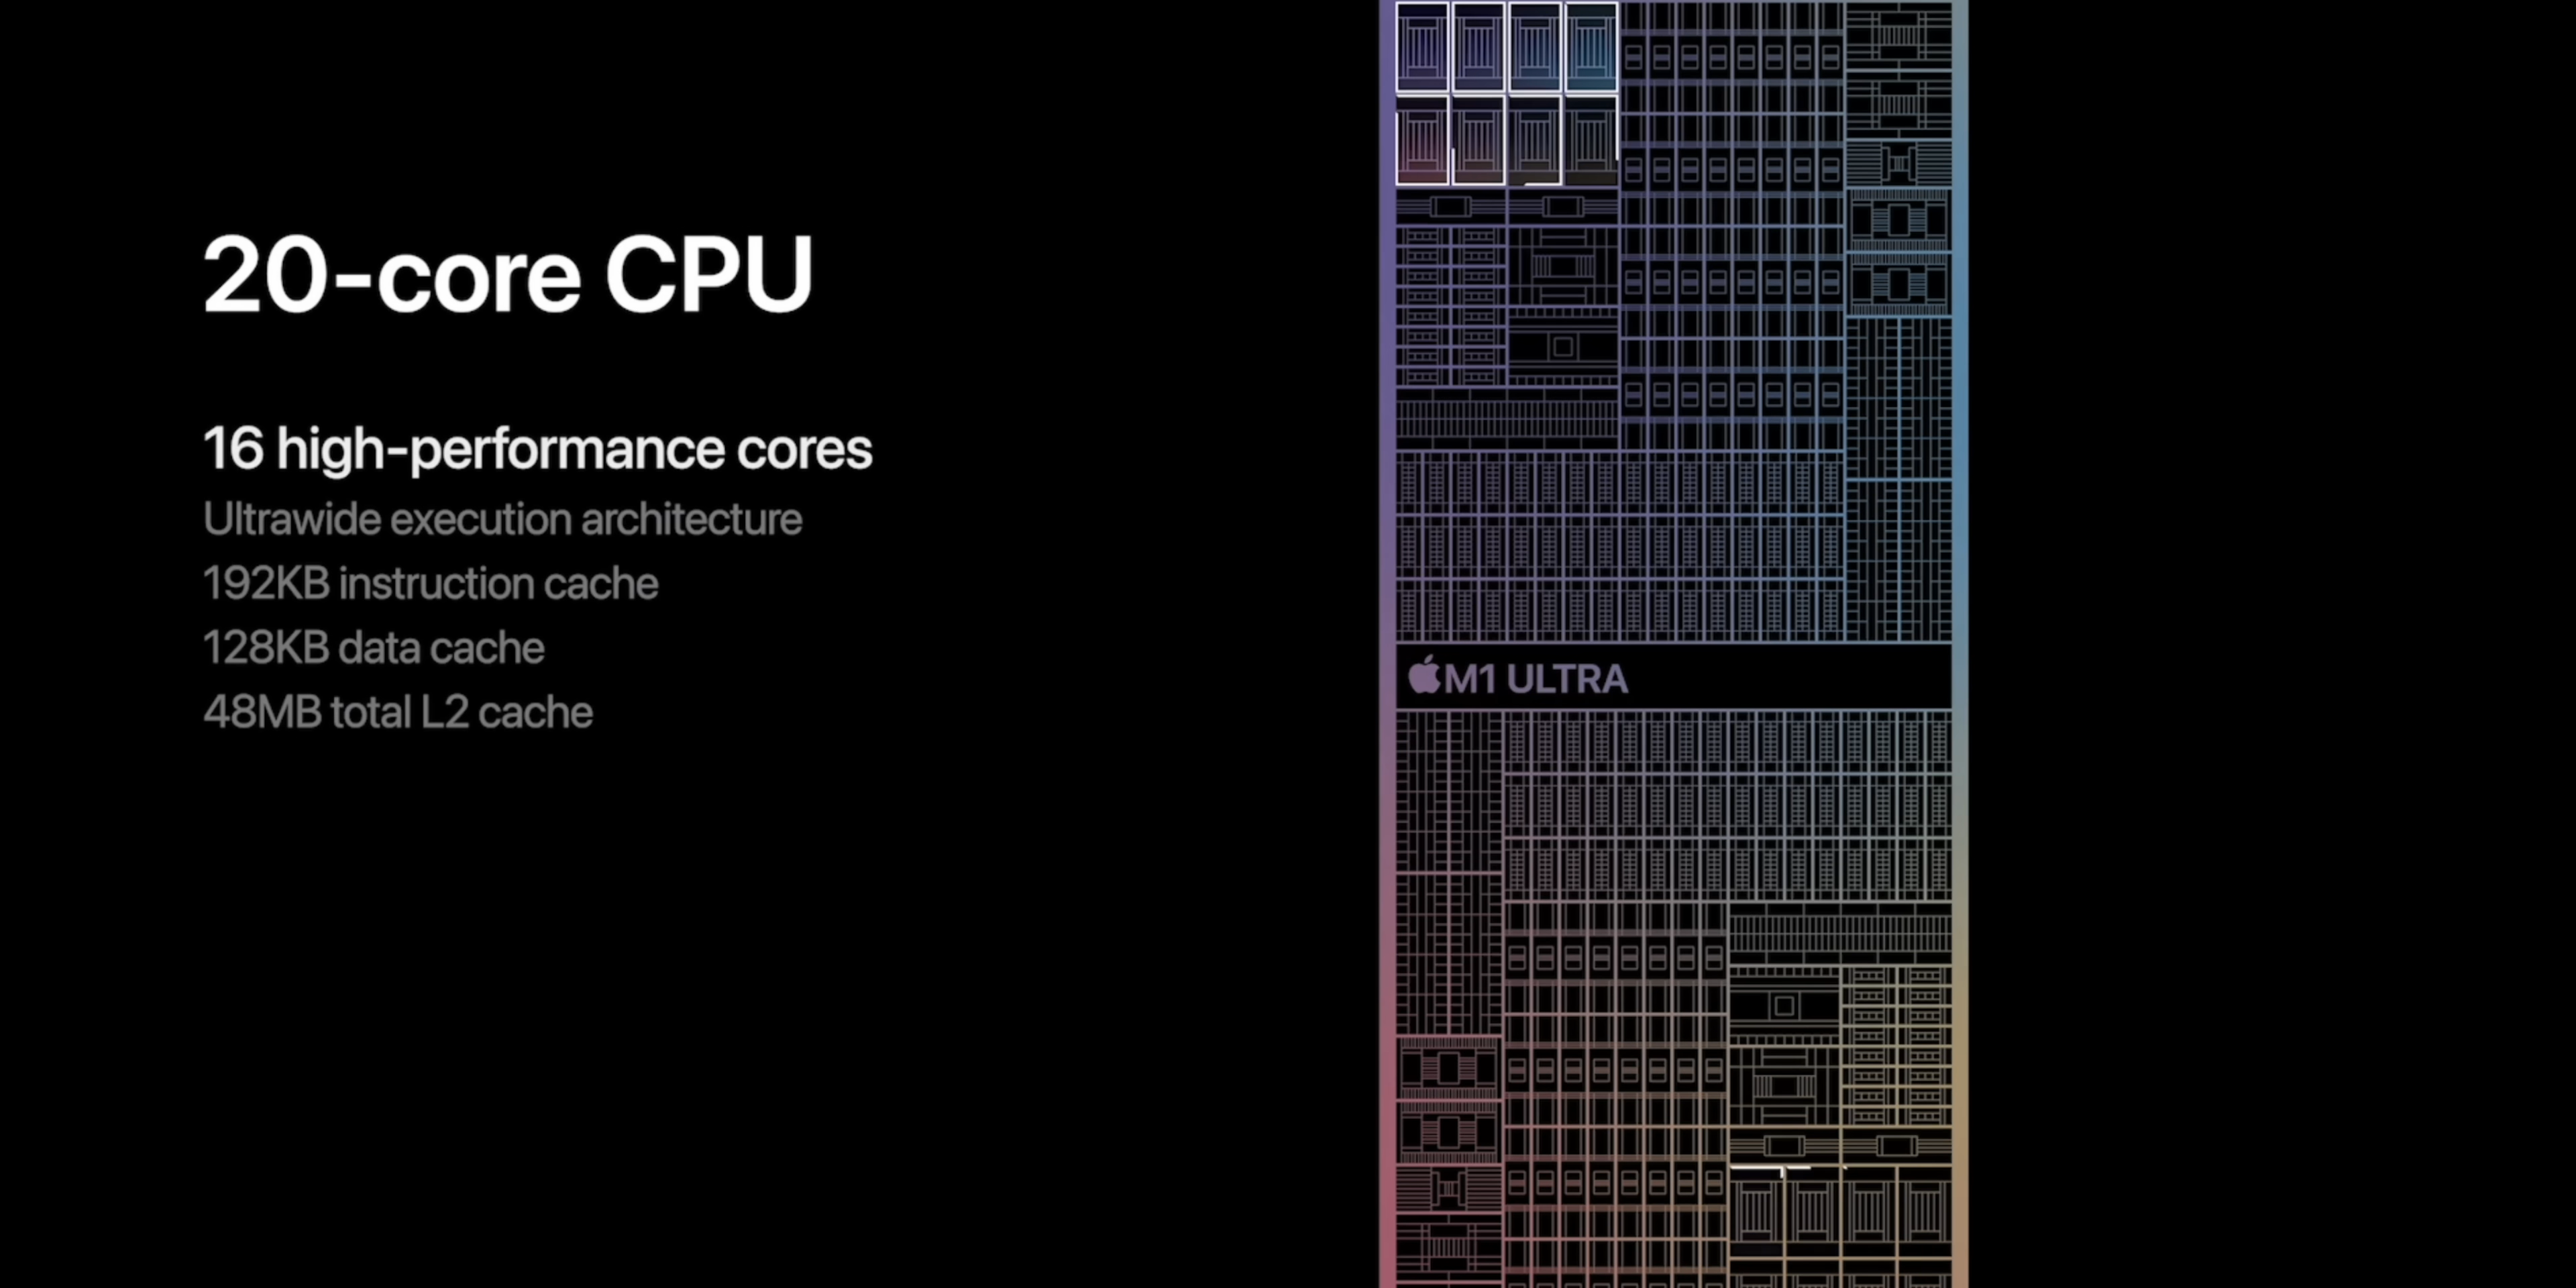 20-core CPU
16 high-performance cores
Ultrawide execution architecture
192KB instruction cache
128KB data cache
48MB total L2 cache
M1 ULTRA